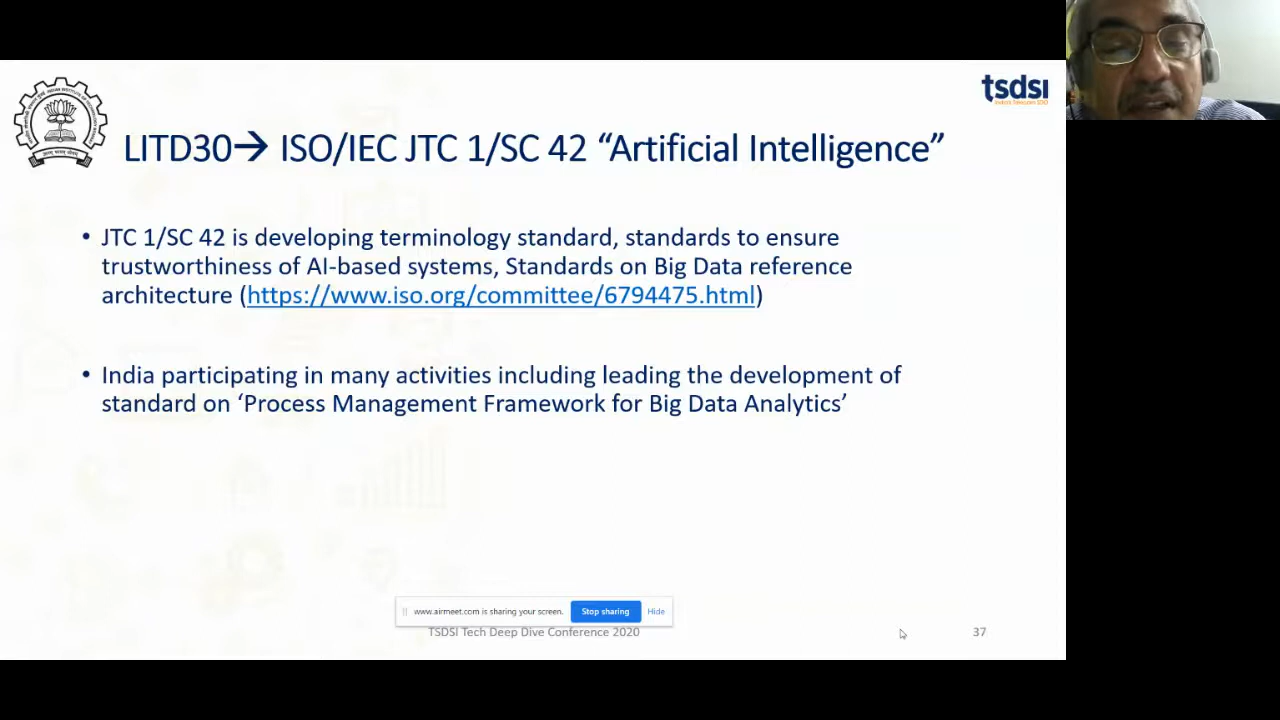 tsdsi
India's Telecom SDO
LITD30→ ISO/IEC JTC 1/SC 42 “Artificial Intelligence”
• JTC 1/SC 42 is developing terminology standard, standards to ensure
trustworthiness of AI-based systems, Standards on Big Data reference
architecture (https://www.iso.org/committee/6794475.html)
• India participating in many activities including leading the development of
standard on ‘Process Management Framework for Big Data Analytics’
www.airmeet.com is sharing your screen. Stop sharing Hide
TSDSI Tech Deep Dive Conference 2020 37